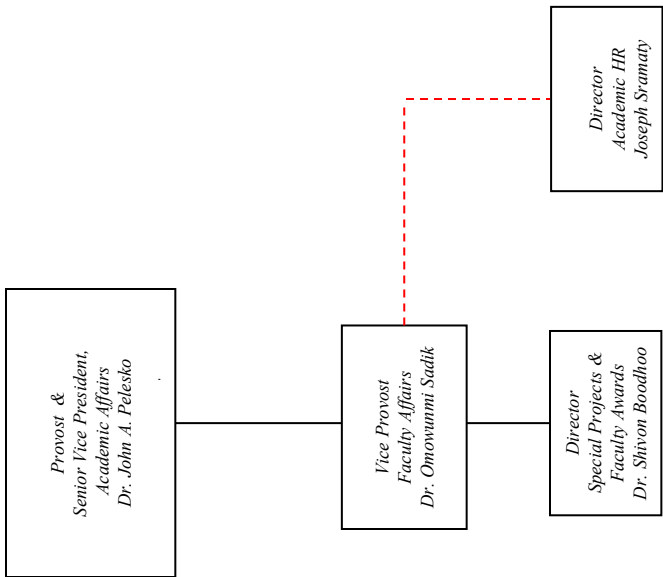 Provost &
Senior Vice President,
Academic Affairs
Dr. John A. Pelesko
Vice Provost
Faculty Affairs
Dr. Omowunmi Sadik
Director
Special Projects &
Faculty Awards
Dr. Shivon Boodhoo
Director
Academic HR
Joseph Sramaty